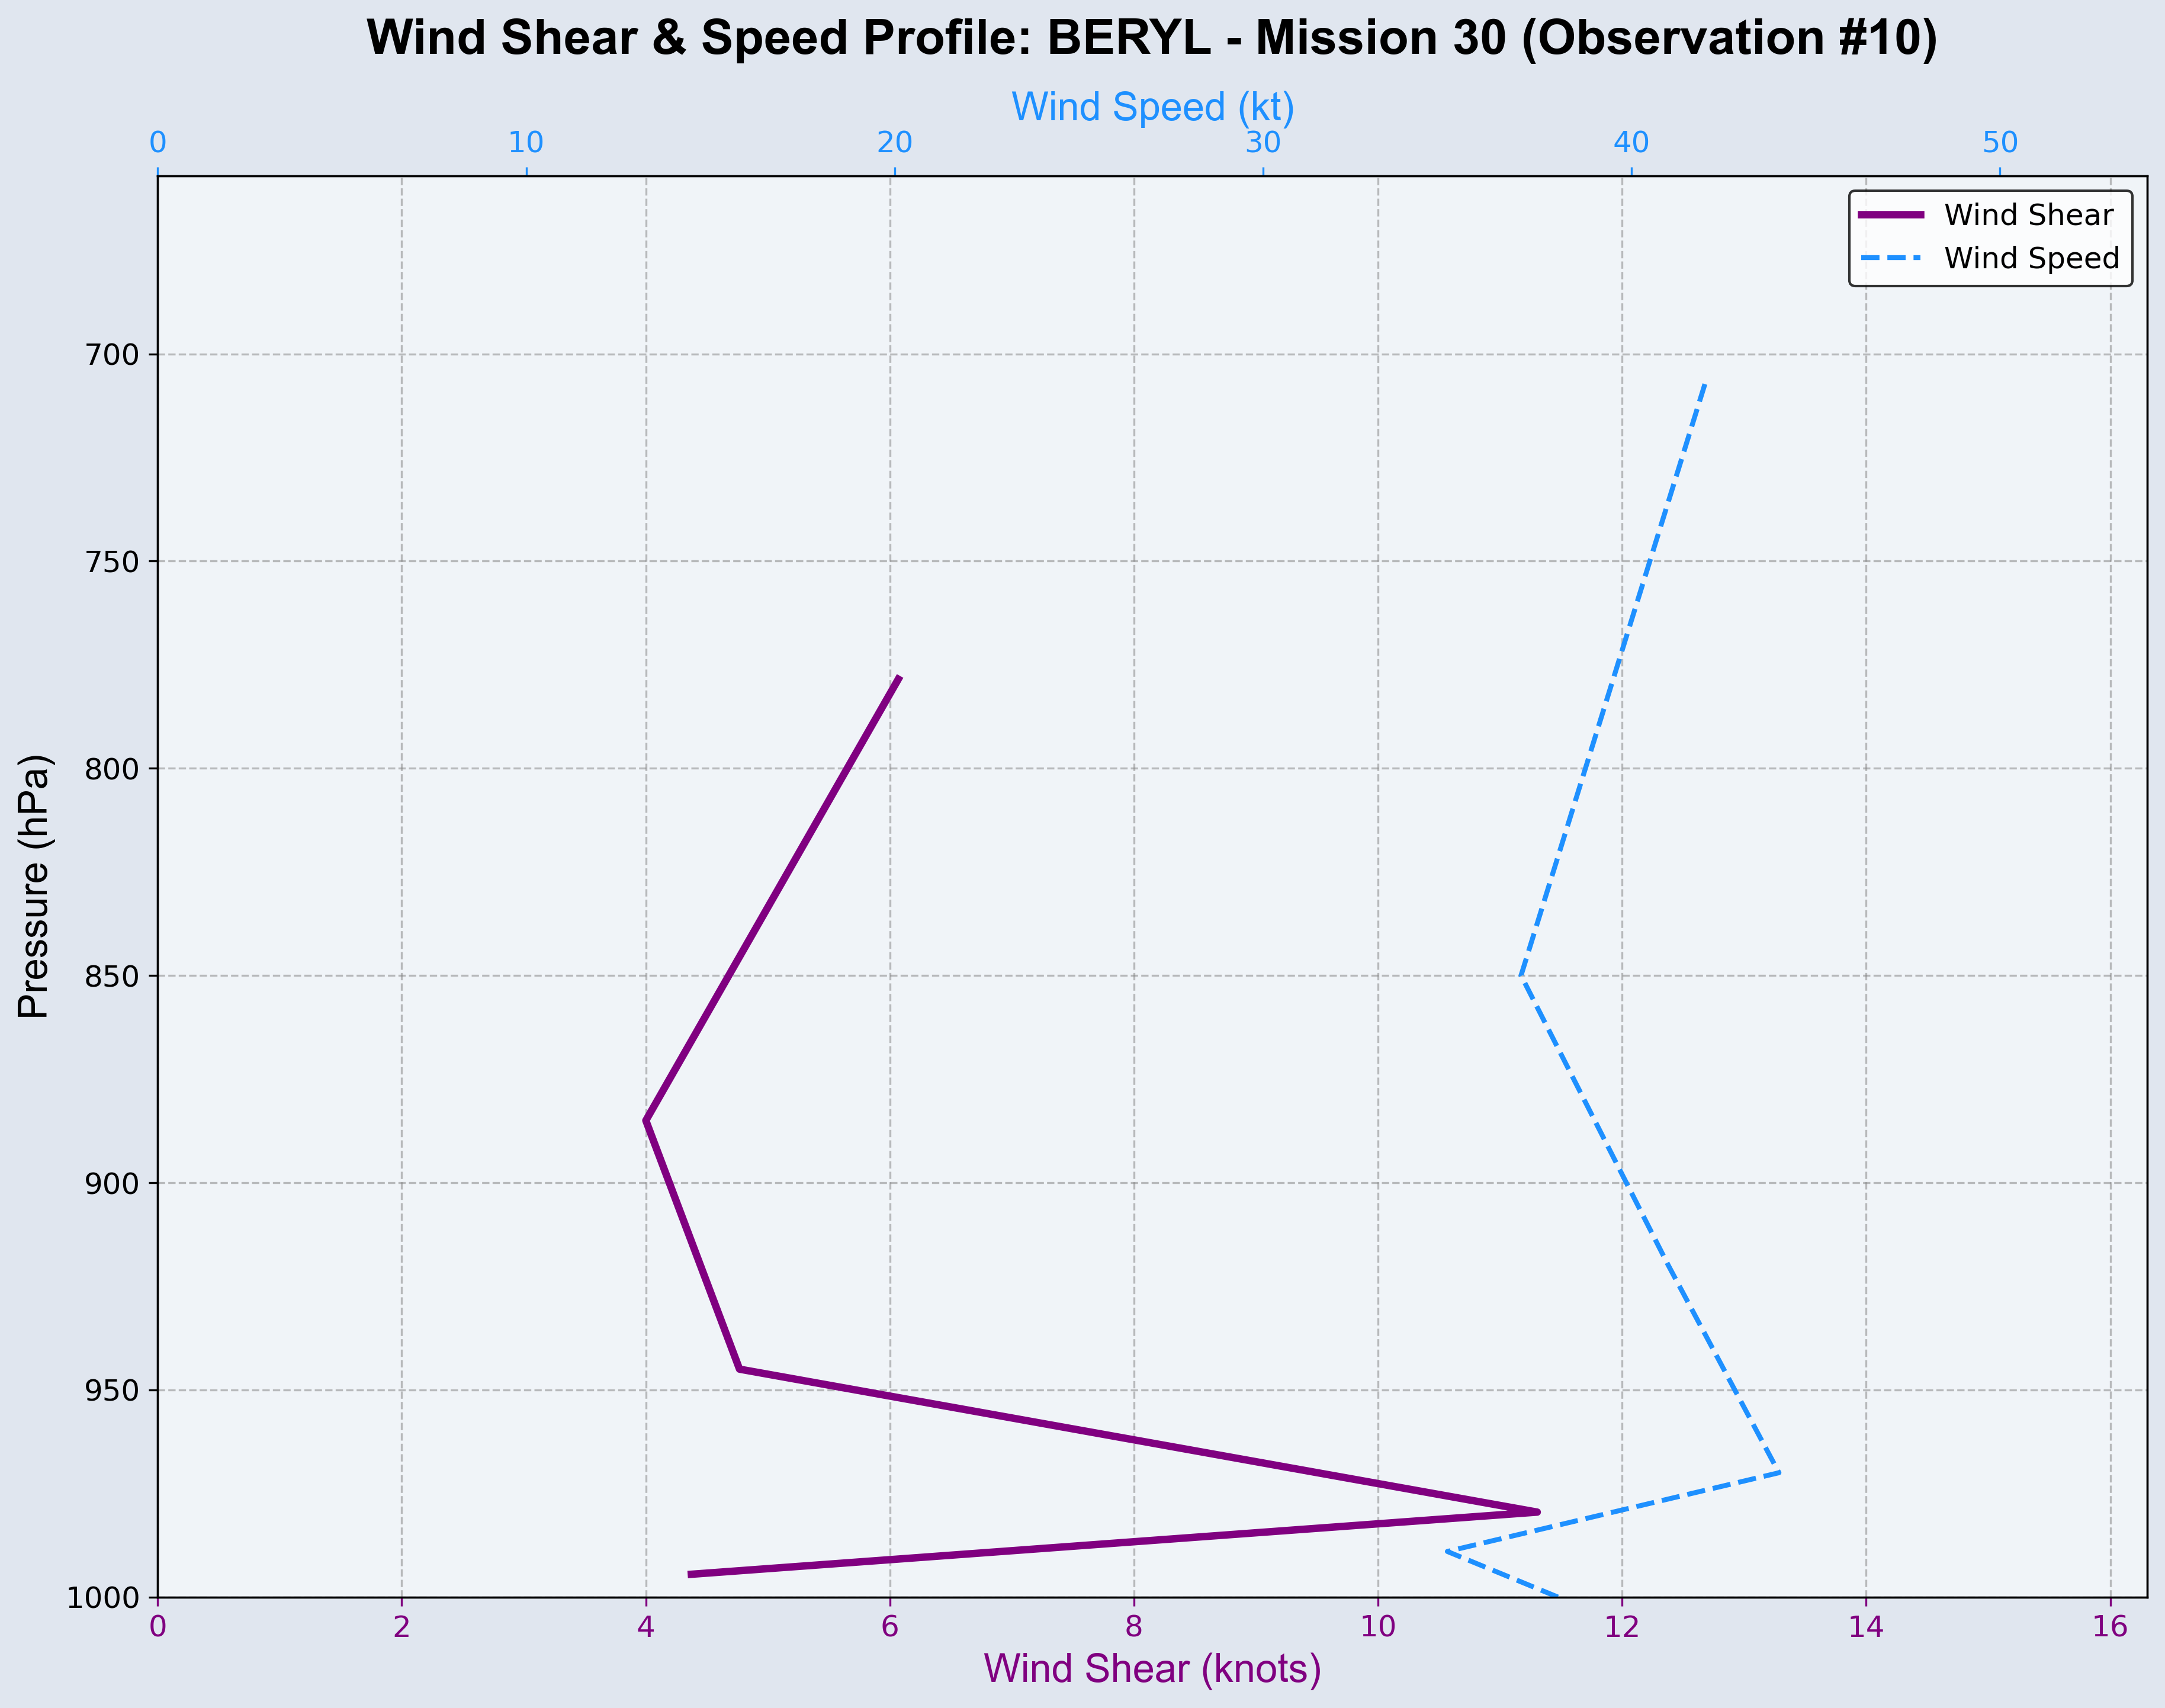 Wind Shear & Speed Profile: BERYL - Mission 30 (Observation #10)
Wind Speed (kt)
0 10 20 30 40 50
Wind Shear
Wind Speed
700
750
800
850
900
950
1000
Pressure (hPa)
0 2 4 6 8 10 12 14 16
Wind Shear (knots)